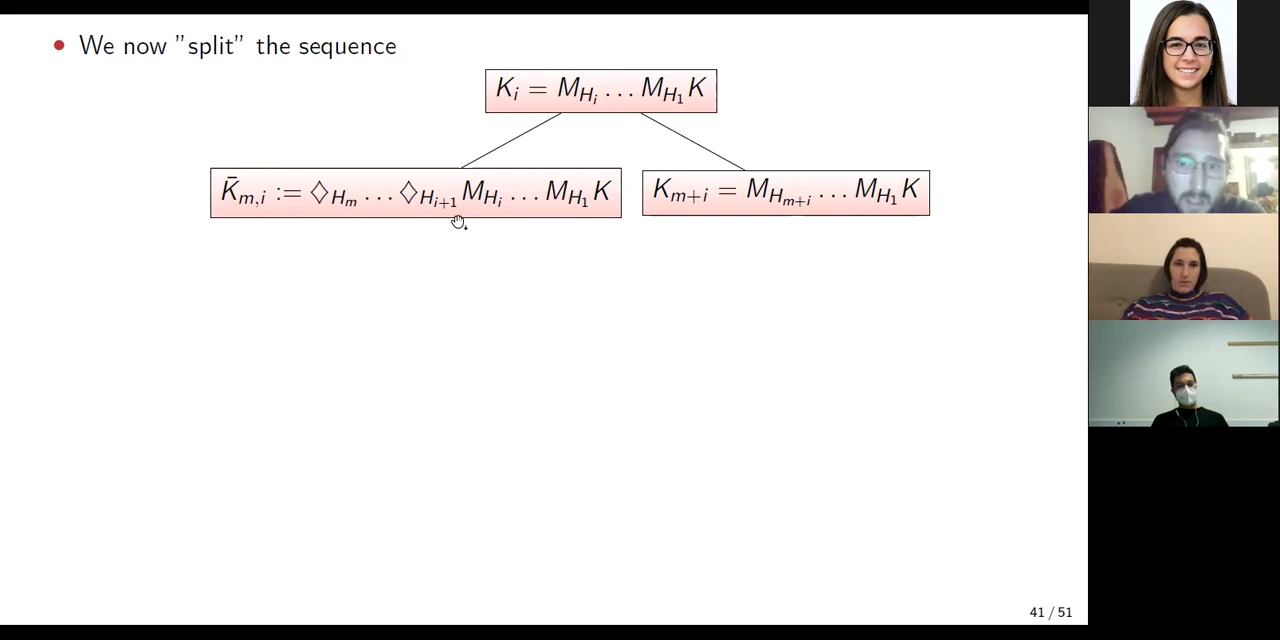 • We now "split" the sequence
K_i = M_{H_i} ... M_{H_1} K
K̄_{m,i} := ♢_{H_m} ... ♢_{H_{i+1}} M_{H_i} ... M_{H_1} K
K_{m+i} = M_{H_{m+i}} ... M_{H_1} K
41 / 51